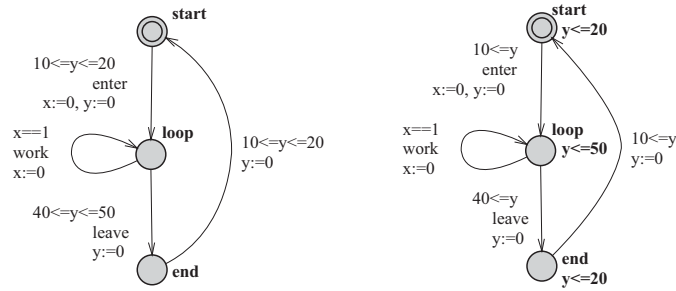 start
10<=y<=20
enter
x:=0, y:=0
x==1
work
x:=0
loop
10<=y<=20
y:=0
40<=y<=50
leave
y:=0
end
start
y<=20
10<=y
enter
x:=0, y:=0
x==1
work
x:=0
loop
y<=50
10<=y
y:=0
40<=y
leave
y:=0
end
y<=20